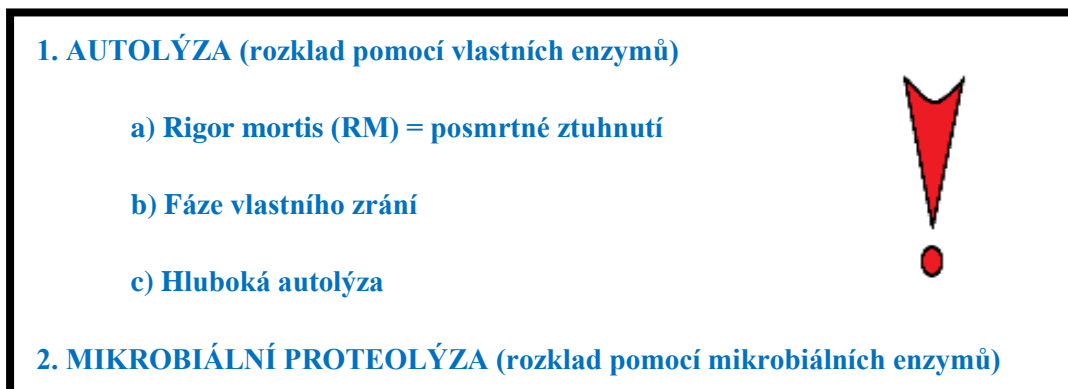 1. AUTOLÝZA (rozklad pomocí vlastních enzymů)
a) Rigor mortis (RM) = posmrtné ztuhnutí
b) Fáze vlastního zrání
c) Hluboká autolýza
2. MIKROBIÁLNÍ PROTEOLÝZA (rozklad pomocí mikrobiálních enzymů)